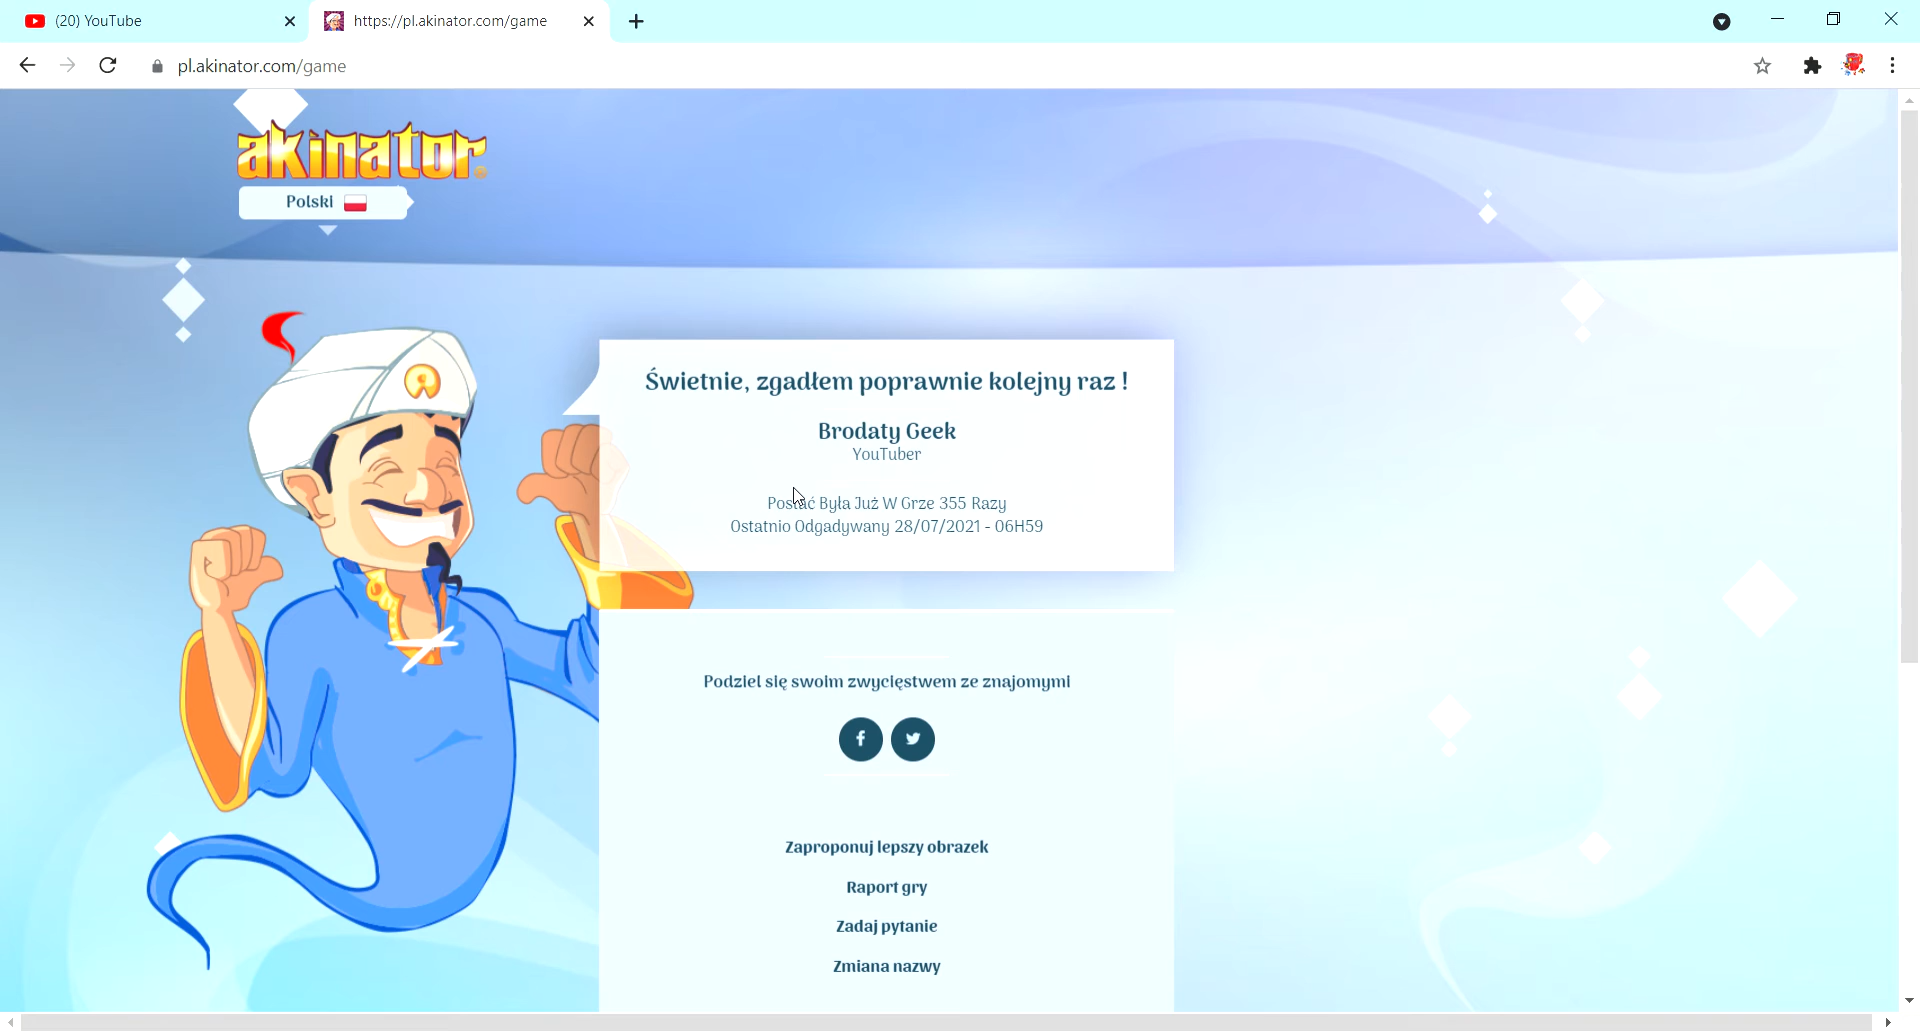 (20) YouTube
https://pl.akinator.com/game
pl.akinator.com/game
akinator
Polski
Świetnie, zgadłem poprawnie kolejny raz !
Brodaty Geek
YouTuber
Postać Była Już W Grze 355 Razy
Ostatnio Odgadywany 28/07/2021 - 06H59
Podziel się swoim zwycięstwem ze znajomymi
Zaproponuj lepszy obrazek
Raport gry
Zadaj pytanie
Zmiana nazwy